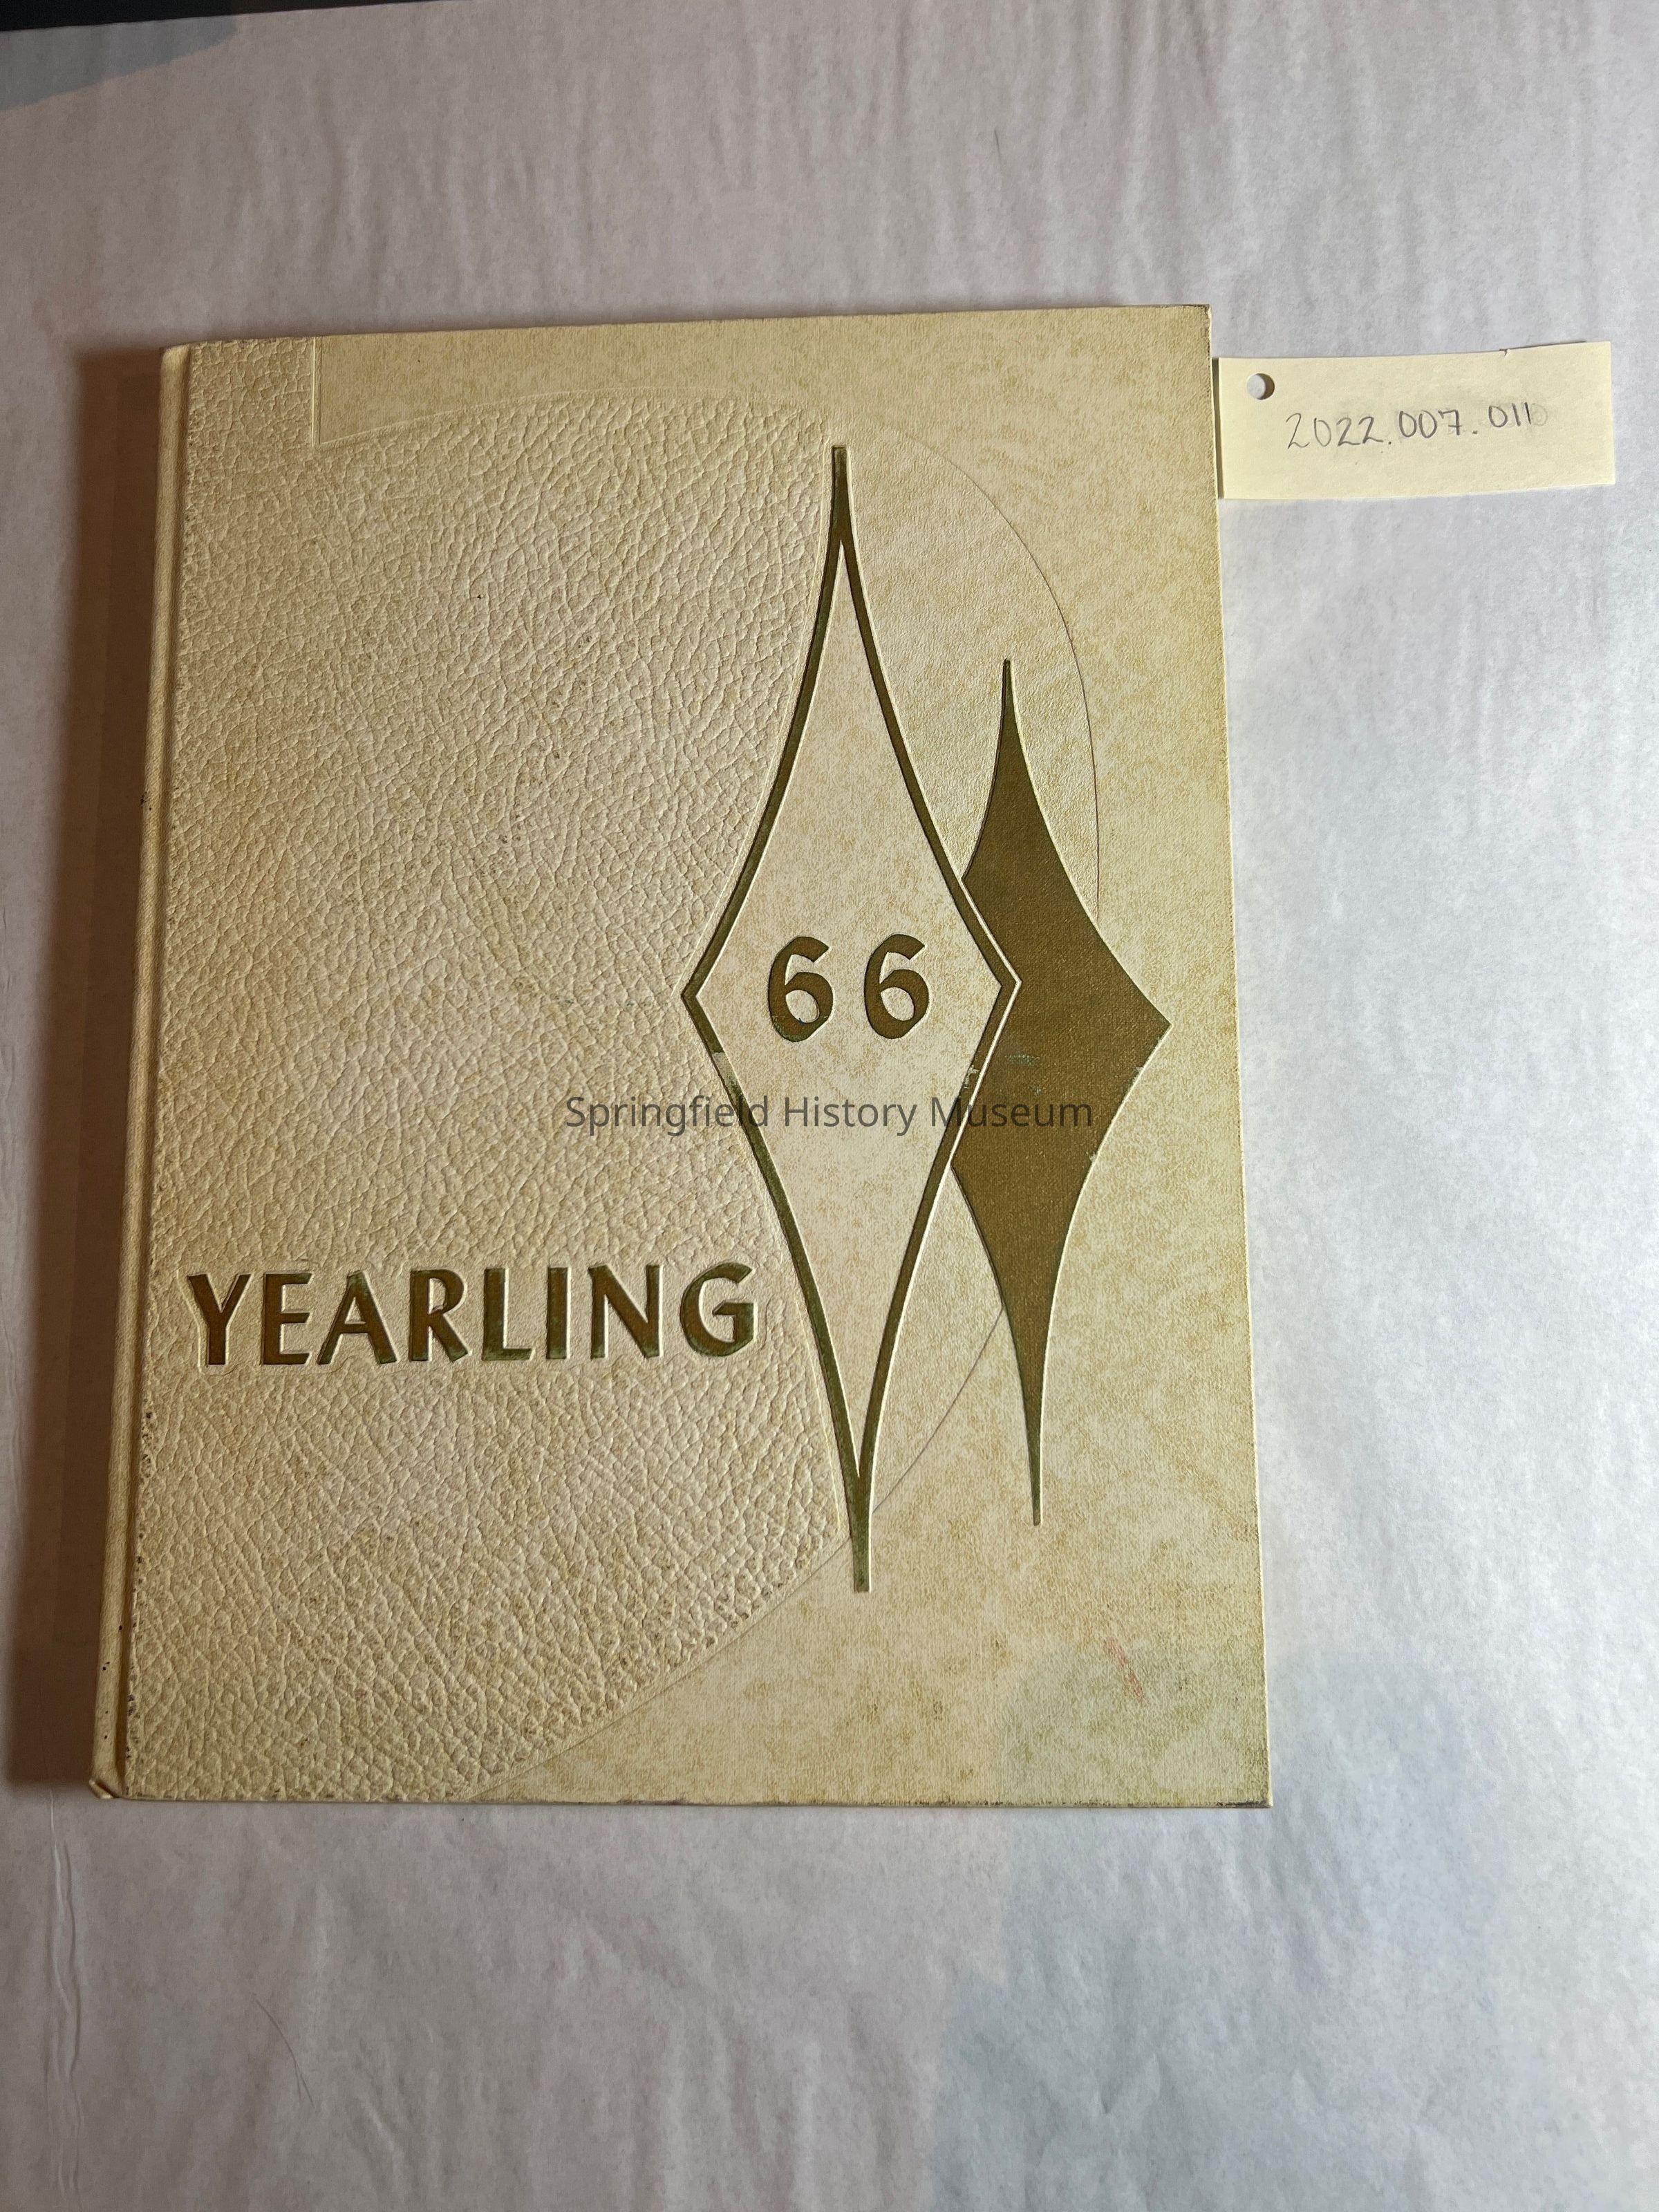 2022.007.011
66
Springfield History Museum
YEARLING